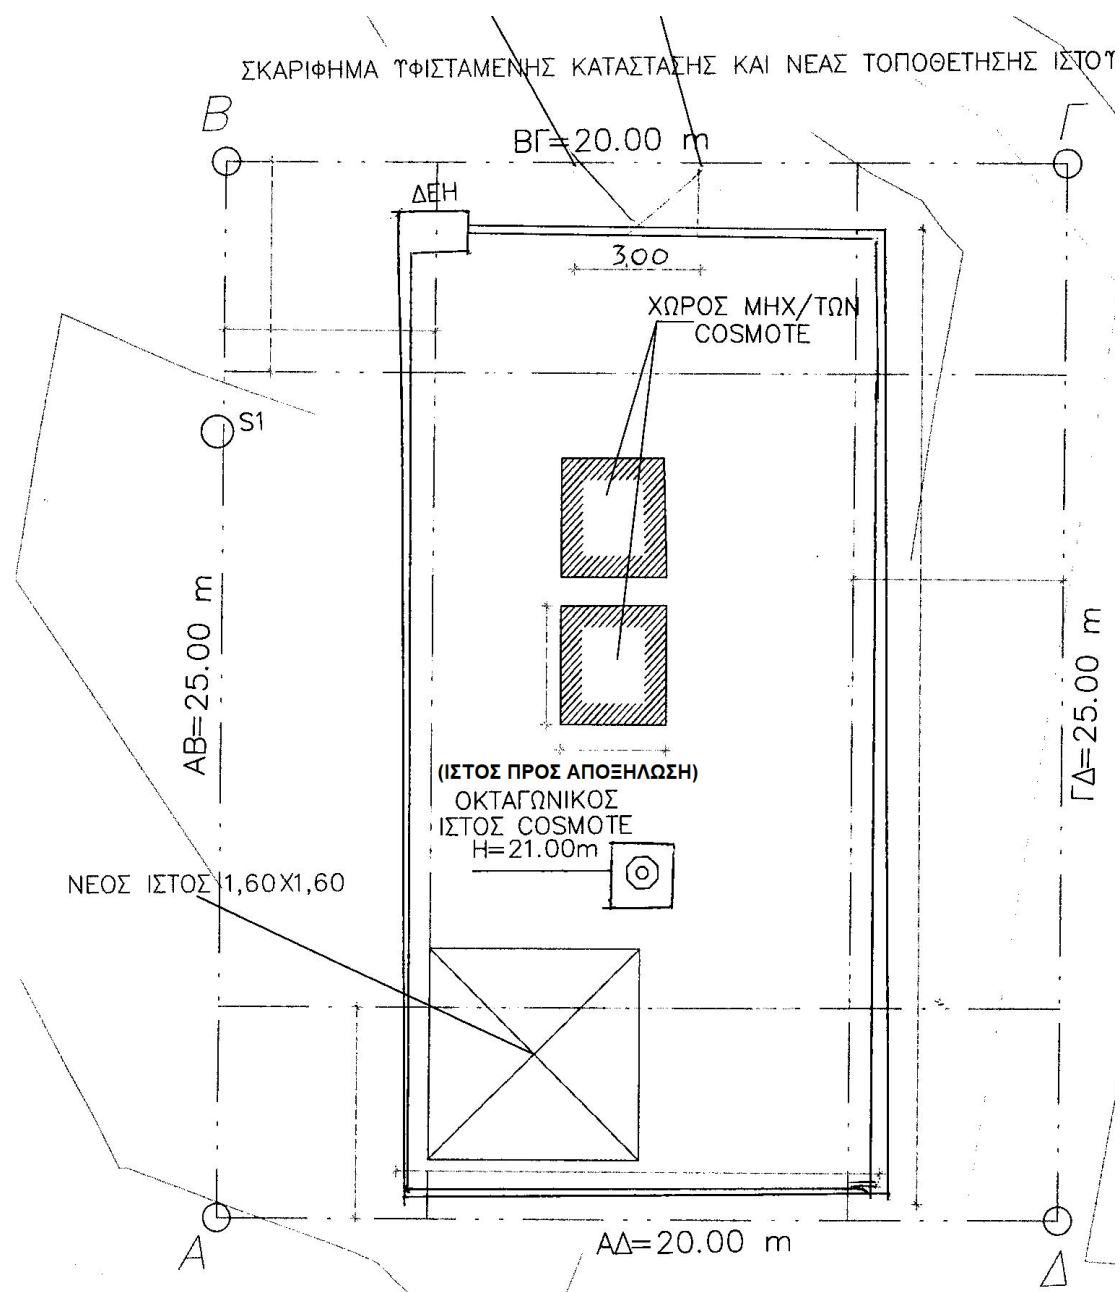 ΣΚΑΡΙΦΗΜΑ ΥΦΙΣΤΑΜΕΝΗΣ ΚΑΤΑΣΤΑΣΗΣ ΚΑΙ ΝΕΑΣ ΤΟΠΟΘΕΤΗΣΗΣ ΙΣΤΟΥ
Β
Γ
ΒΓ=20.00 m
ΔΕΗ
3,00
ΧΩΡΟΣ ΜΗΧ/ΤΩΝ
COSMOTE
S1
ΑΒ=25.00 m
ΓΔ=25.00 m
(ΙΣΤΟΣ ΠΡΟΣ ΑΠΟΞΗΛΩΣΗ)
ΟΚΤΑΓΩΝΙΚΟΣ
ΙΣΤΟΣ COSMOTE
H=21.00m
ΝΕΟΣ ΙΣΤΟΣ 1,60X1,60
ΑΔ=20.00 m
Α
Δ